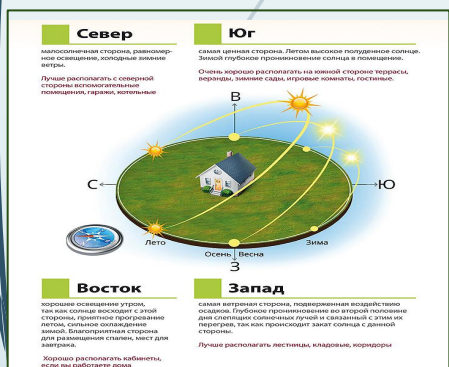 Север
малосолнечная сторона, равномер-
ное освещение, холодные зимние
ветры.
Лучше располагать с северной
стороны вспомогательные
помещения, гаражи, котельные
Юг
самая ценная сторона. Летом высокое полуденное солнце.
Зимой глубокое проникновение солнца в помещение.
Очень хорошо располагать на южной стороне террасы,
веранды, зимние сады, игровые комнаты, гостиные.
В
С
Ю
Лето
Зима
Осень Весна
З
Восток
хорошее освещение утром,
так как солнце восходит с этой
стороны, приятное прогревание
летом, сильное охлаждение
зимой. Благоприятная сторона
для размещения спален, мест для
завтрака.
Хорошо располагать кабинеты,
если вы работаете дома
Запад
самая ветреная сторона, подверженная воздействию
осадков. Глубокое проникновение во второй половине
дня слепящих солнечных лучей и связанный с этим их
перегрев, так как происходит закат солнца с данной
стороны.
Лучше располагать лестницы, кладовые, коридоры